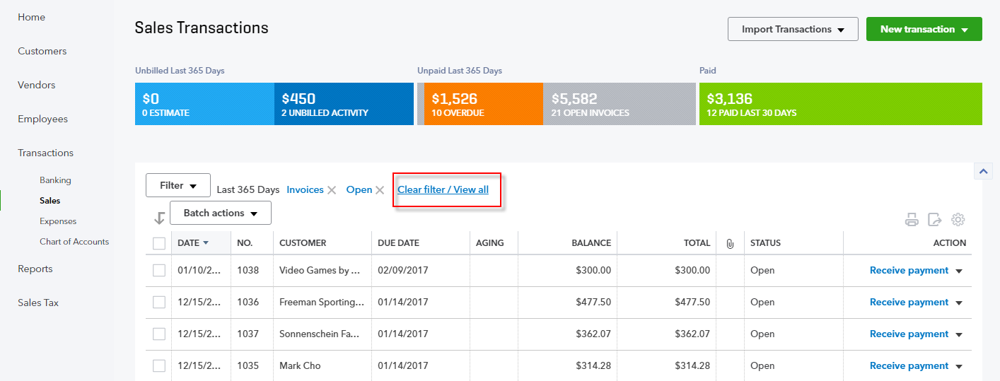 Home
Customers
Vendors
Employees
Transactions
Banking
Sales
Expenses
Chart of Accounts
Reports
Sales Tax
Sales Transactions
Import Transactions
New transaction
Unbilled Last 365 Days
Unpaid Last 365 Days
Paid
$0
0 ESTIMATE
$450
2 UNBILLED ACTIVITY
$1,526
10 OVERDUE
$5,582
21 OPEN INVOICES
$3,136
12 PAID LAST 30 DAYS
Filter Last 365 Days Invoices Open Clear filter / View all
Batch actions
DATE NO. CUSTOMER DUE DATE AGING BALANCE TOTAL STATUS ACTION
01/10/2... 1038 Video Games by ... 02/09/2017 $300.00 $300.00 Open Receive payment
12/15/2... 1036 Freeman Sporting... 01/14/2017 $477.50 $477.50 Open Receive payment
12/15/2... 1037 Sonnenschein Fa... 01/14/2017 $362.07 $362.07 Open Receive payment
12/15/2... 1035 Mark Cho 01/14/2017 $314.28 $314.28 Open Receive payment